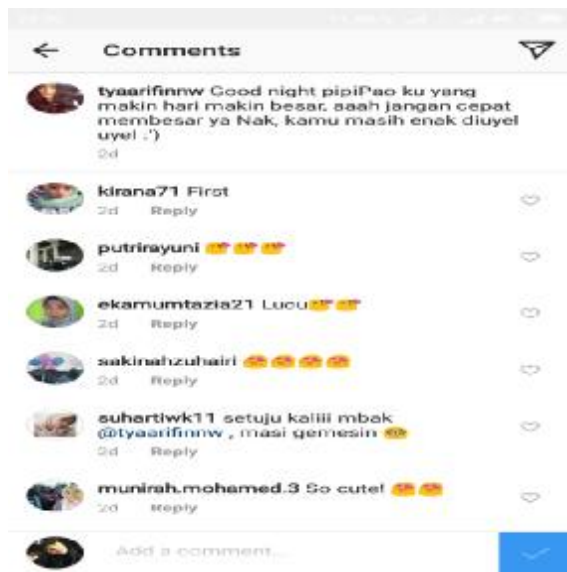 Comments
tyaarifinnw Good night pipiPao ku yang
makin hari makin besar, aaah jangan cepat
membesar ya Nak, kamu masih enak diuyel
uyel :')
2d
kirana71 First
2d Reply
putrirayuni 😘😘😘
2d Reply
ekamumtazia21 Lucu😘😘
2d Reply
sakinahzuhairi 😍😍😍😍
2d Reply
suhartiwk11 setuju kaliii mbak
@tyaarifinnw , masi gemesin 🤓
2d Reply
munirah.mohamed.3 So cute! 😍😍
2d Reply
Add a comment...